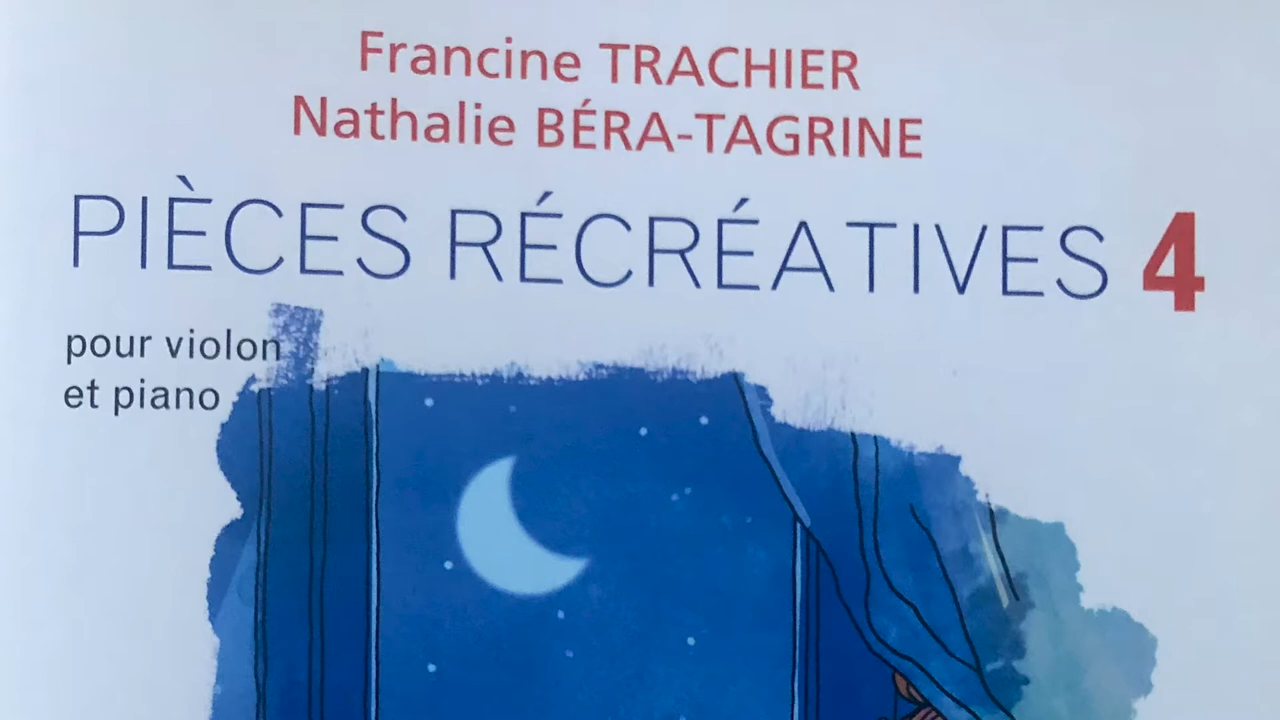 Francine TRACHIER
Nathalie BÉRA-TAGRINE
PIÈCES RÉCRÉATIVES 4
pour violon
et piano